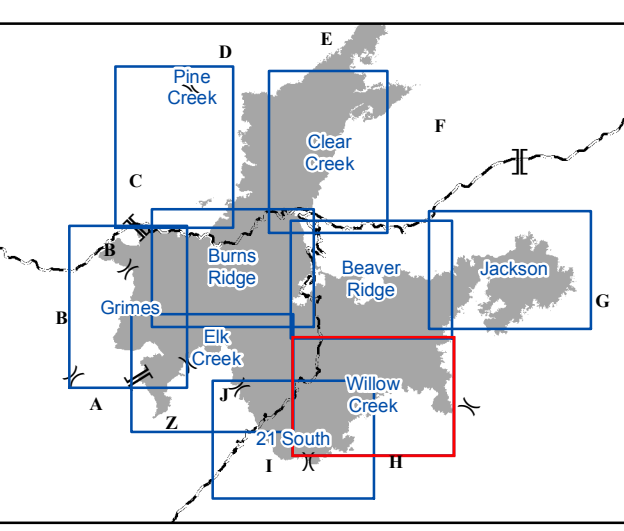 E
D
Pine
Creek
F
Clear
Creek
C
B
Burns
Ridge
Beaver
Ridge
Jackson
G
Grimes
B
Elk
Creek
J
Willow
Creek
A
Z
21 South
I
H